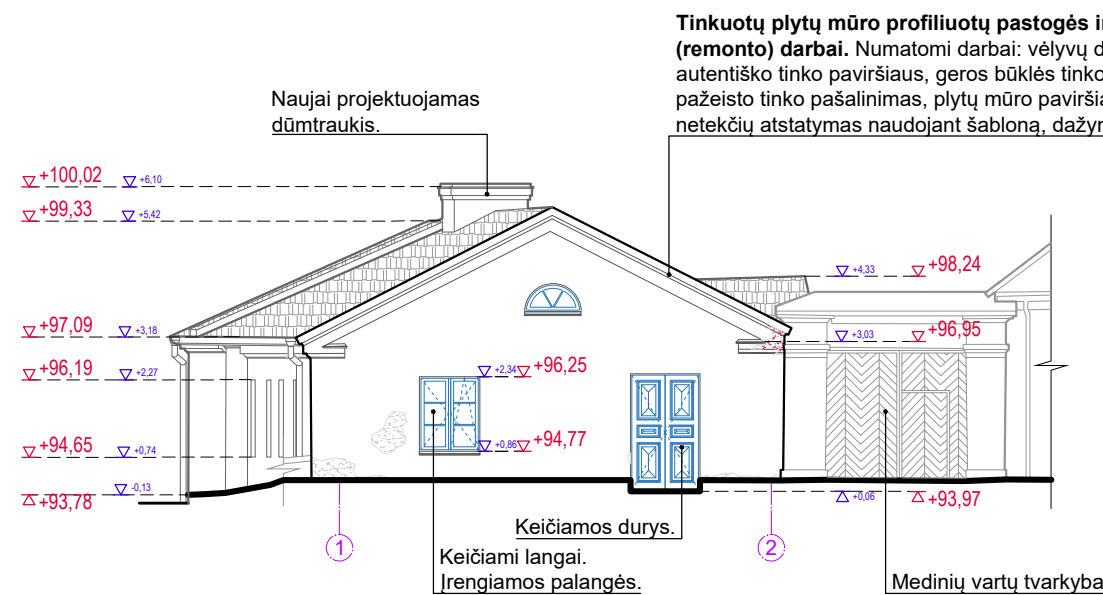 Tinkuotų plytų mūro profiliuotų pastogės
(remonto) darbai. Numatomi darbai: vėlyvų
autentiško tinko paviršiaus, geros būklės tinko
pažeisto tinko pašalinimas, plytų mūro
netekčių atstatymas naudojant šabloną,
Naujai projektuojamas
dūmtraukis.
+100,02 +6,10
+99,33 +5,42
+4,33 +98,24
+97,09 +3,18
+3,03 +96,95
+96,19 +2,27
+2,34 +96,25
+94,65 +0,74
+0,86 +94,77
-0,13
+93,78
+0,06 +93,97
Keičiamos durys.
1
2
Keičiami langai.
Įrengiamos palangės.
Medinių vartų tvarkyba